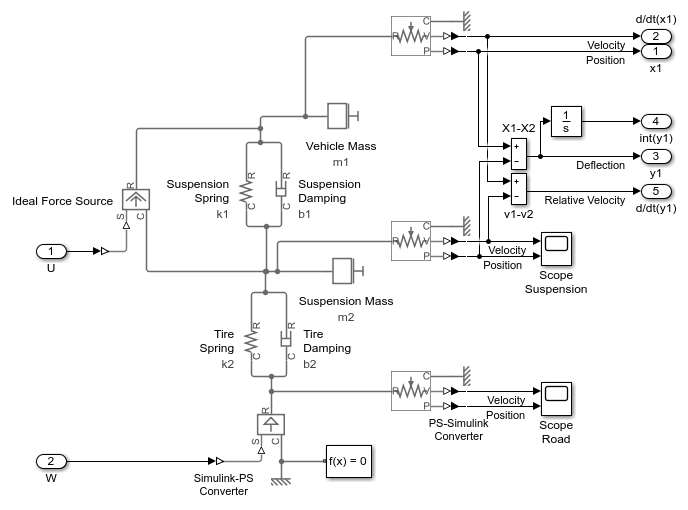 d/dt(x1)
C
R
V
2
Velocity
P
1
Position
x1
1
s
4
int(y1)
X1-X2
+
−
3
Deflection
y1
Vehicle Mass
m1
R
Ideal Force Source
S
C
Suspension
Spring
k1
R
C
R
C
Suspension
Damping
b1
+
−
5
Relative Velocity
v1-v2
d/dt(y1)
1
U
C
R
V
Velocity
P
Position
Scope
Suspension
Suspension Mass
m2
Tire
Spring
k2
R
C
R
C
Tire
Damping
b2
C
R
V
Velocity
P
Position
Scope
Road
PS-Simulink
Converter
R
S
C
2
W
Simulink-PS
Converter
f(x) = 0